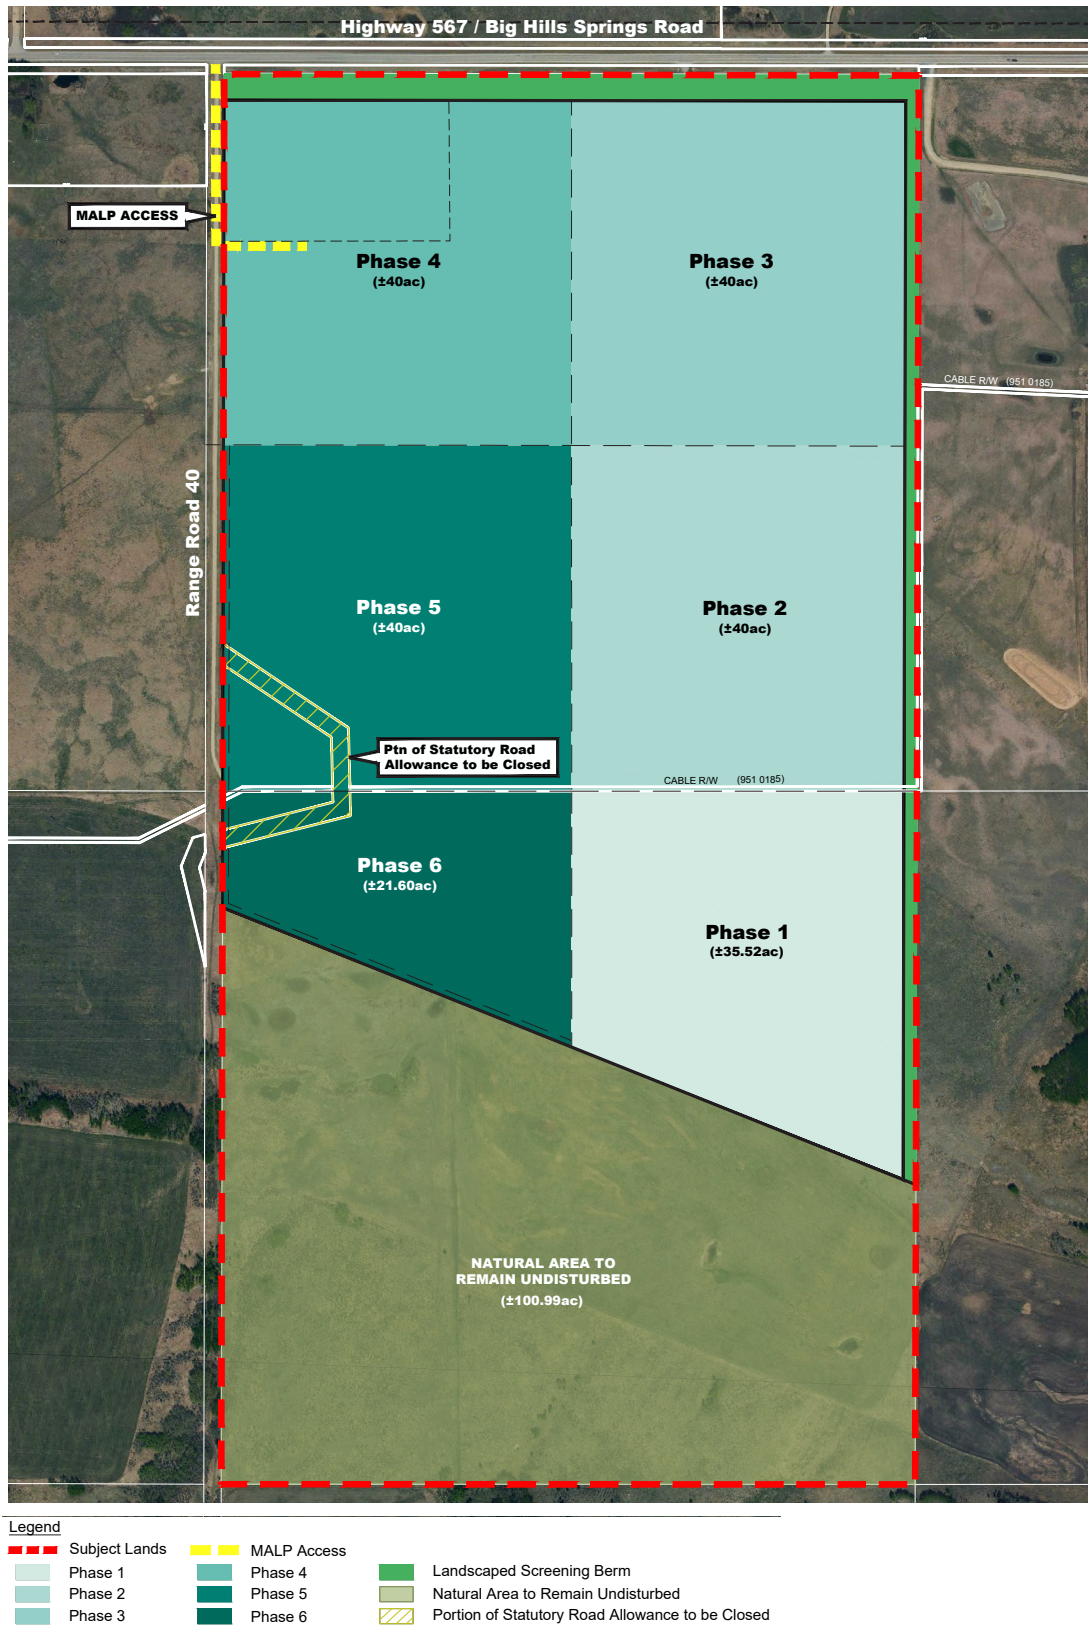 Highway 567 / Big Hills Springs Road
MALP ACCESS
Phase 4
(±40ac)
Phase 3
(±40ac)
CABLE R/W (951 0185)
Range Road 40
Phase 5
(±40ac)
Phase 2
(±40ac)
Ptn of Statutory Road
Allowance to be Closed
CABLE R/W (951 0185)
Phase 6
(±21.60ac)
Phase 1
(±35.52ac)
NATURAL AREA TO
REMAIN UNDISTURBED
(±100.99ac)
Legend
Subject Lands
MALP Access
Phase 1
Phase 4
Landscaped Screening Berm
Phase 2
Phase 5
Natural Area to Remain Undisturbed
Phase 3
Phase 6
Portion of Statutory Road Allowance to be Closed